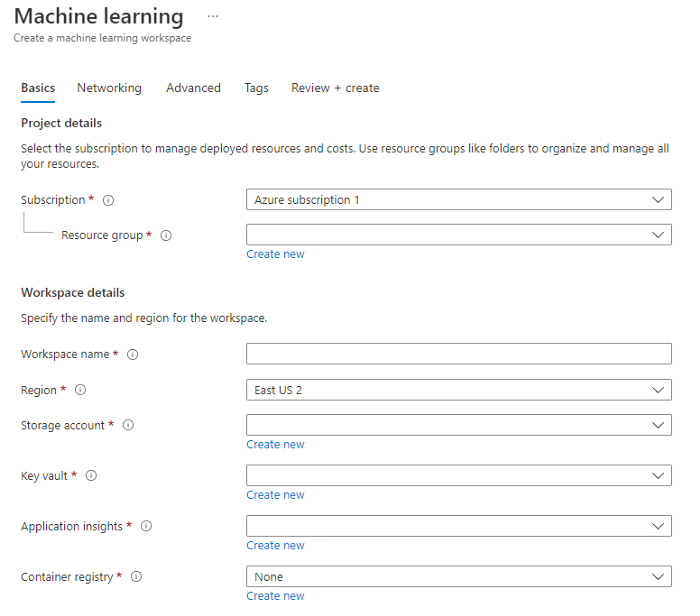 Machine learning ...
Create a machine learning workspace
Basics Networking Advanced Tags Review + create
Project details
Select the subscription to manage deployed resources and costs. Use resource groups like folders to organize and manage all
your resources.
Subscription * Azure subscription 1
Resource group *
Create new
Workspace details
Specify the name and region for the workspace.
Workspace name *
Region * East US 2
Storage account *
Create new
Key vault *
Create new
Application insights *
Create new
Container registry * None
Create new